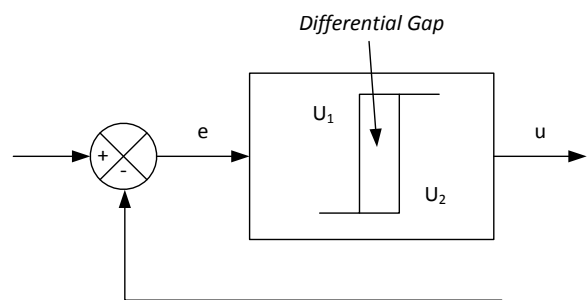 Differential Gap
U₁
e
u
+
-
U₂